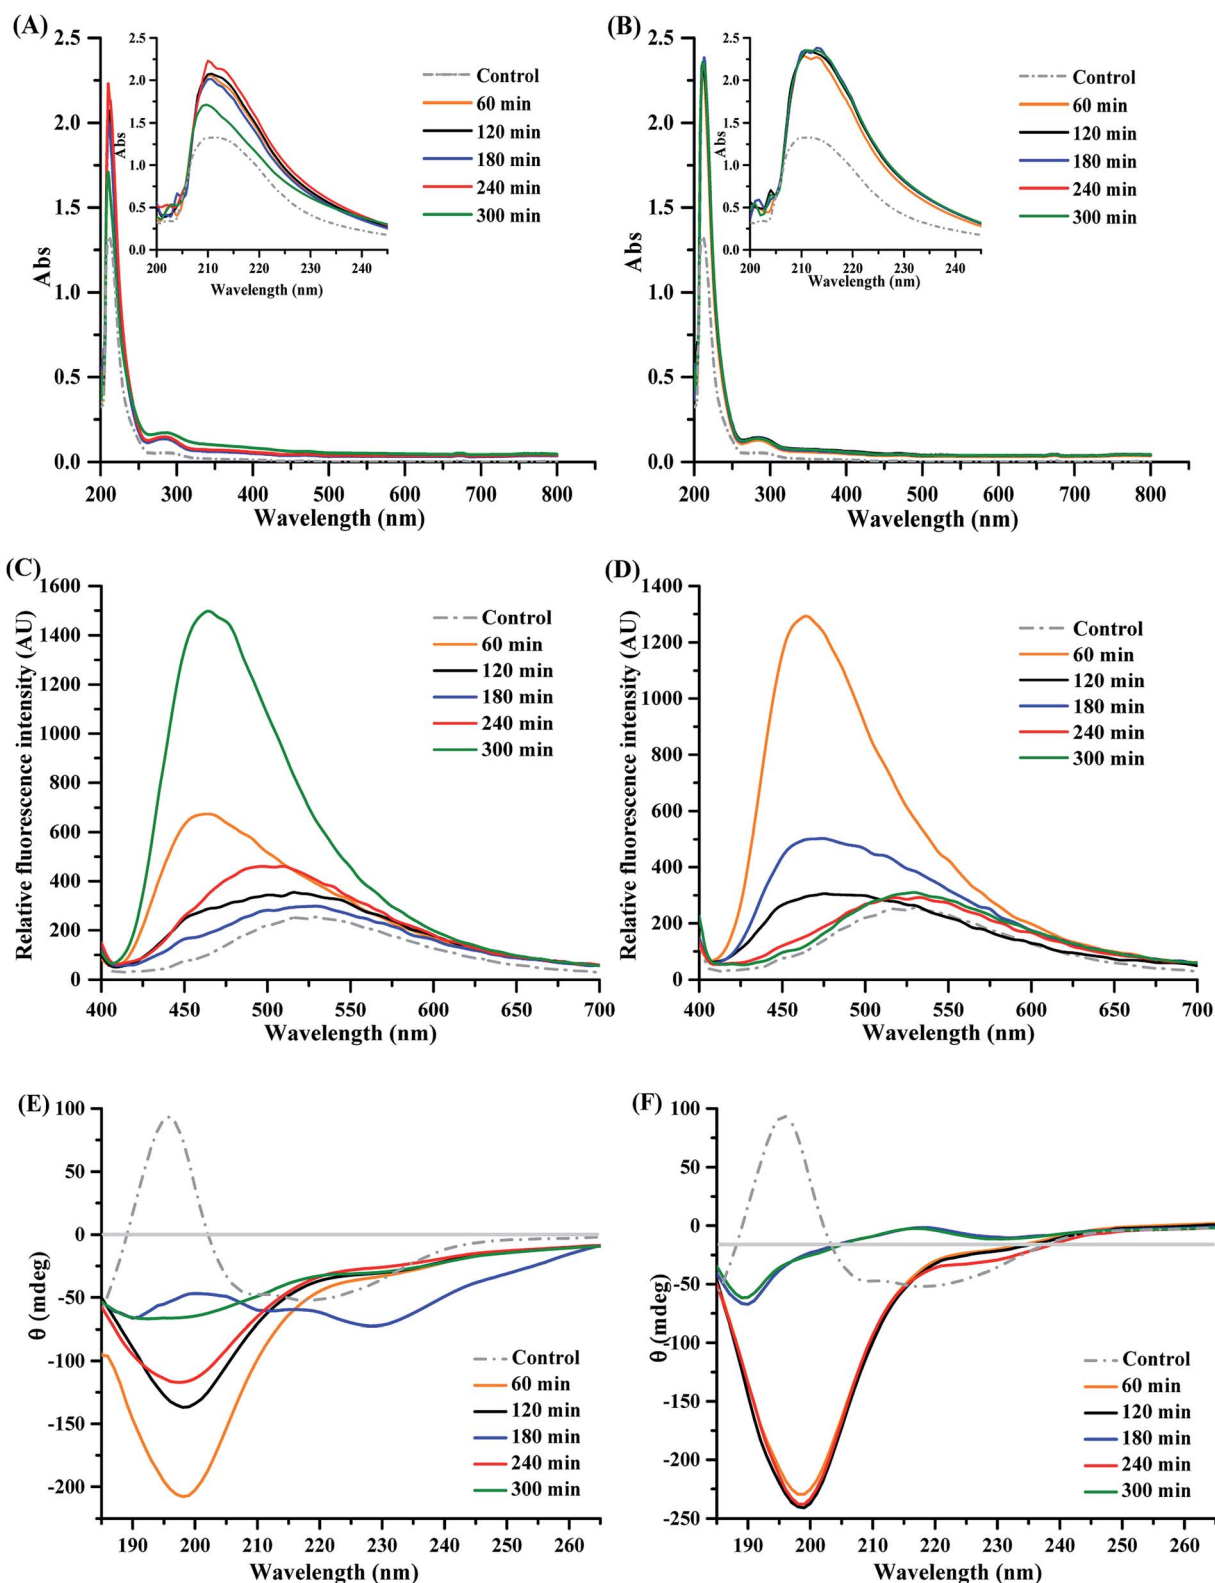 (A)
2.5
2.0
1.5
1.0
0.5
0.0
Abs
200 300 400 500 600 700 800
Wavelength (nm)
2.5
2.0
1.5
1.0
0.5
0.0
Abs
200 210 220 230 240
Wavelength (nm)
Control
60 min
120 min
180 min
240 min
300 min
(B)
2.5
2.0
1.5
1.0
0.5
0.0
Abs
200 300 400 500 600 700 800
Wavelength (nm)
2.5
2.0
1.5
1.0
0.5
0.0
Abs
200 210 220 230 240
Wavelength (nm)
Control
60 min
120 min
180 min
240 min
300 min
(C)
1600
1400
1200
1000
800
600
400
200
0
Relative fluorescence intensity (AU)
400 450 500 550 600 650 700
Wavelength (nm)
Control
60 min
120 min
180 min
240 min
300 min
(D)
1400
1200
1000
800
600
400
200
0
Relative fluorescence intensity (AU)
400 450 500 550 600 650 700
Wavelength (nm)
Control
60 min
120 min
180 min
240 min
300 min
(E)
100
50
0
-50
-100
-150
-200
θ (mdeg)
190 200 210 220 230 240 250 260
Wavelength (nm)
Control
60 min
120 min
180 min
240 min
300 min
(F)
100
50
0
-50
-100
-150
-200
-250
θ (mdeg)
190 200 210 220 230 240 250 260
Wavelength (nm)
Control
60 min
120 min
180 min
240 min
300 min